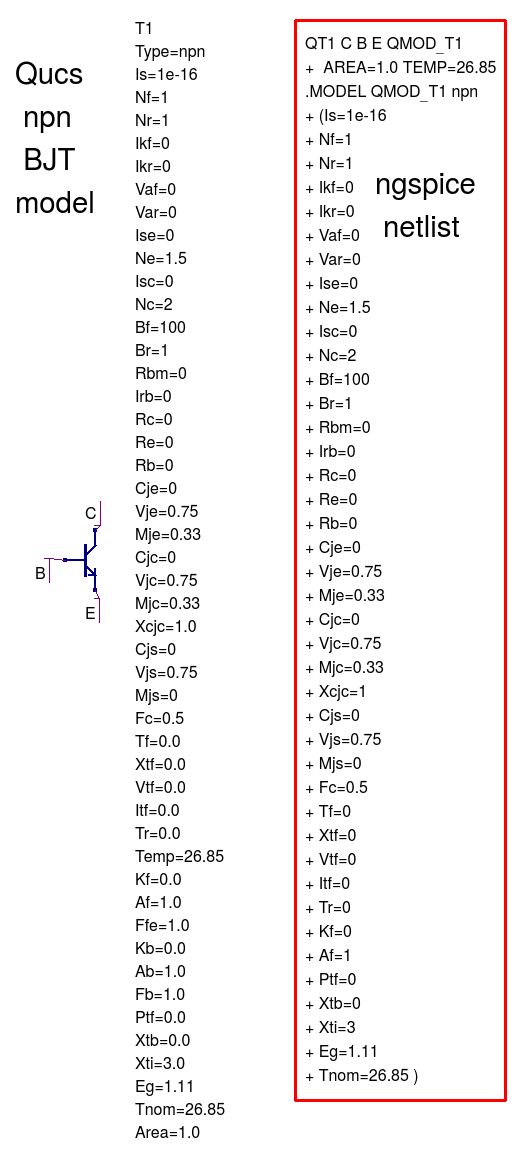 Qucs
npn
BJT
model
T1
Type=npn
Is=1e-16
Nf=1
Nr=1
Ikf=0
Ikr=0
Vaf=0
Var=0
Ise=0
Ne=1.5
Isc=0
Nc=2
Bf=100
Br=1
Rbm=0
Irb=0
Rc=0
Re=0
Rb=0
Cje=0
Vje=0.75
Mje=0.33
Cjc=0
Vjc=0.75
Mjc=0.33
Xcjc=1.0
Cjs=0
Vjs=0.75
Mjs=0
Fc=0.5
Tf=0.0
Xtf=0.0
Vtf=0.0
Itf=0.0
Tr=0.0
Temp=26.85
Kf=0.0
Af=1.0
Ffe=1.0
Kb=0.0
Ab=1.0
Fb=1.0
Ptf=0.0
Xtb=0.0
Xti=3.0
Eg=1.11
Tnom=26.85
Area=1.0
C
B
E
QT1 C B E QMOD_T1
+ AREA=1.0 TEMP=26.85
.MODEL QMOD_T1 npn
+ (Is=1e-16
+ Nf=1
+ Nr=1
+ Ikf=0
+ Ikr=0
+ Vaf=0
+ Var=0
+ Ise=0
+ Ne=1.5
+ Isc=0
+ Nc=2
+ Bf=100
+ Br=1
+ Rbm=0
+ Irb=0
+ Rc=0
+ Re=0
+ Rb=0
+ Cje=0
+ Vje=0.75
+ Mje=0.33
+ Cjc=0
+ Vjc=0.75
+ Mjc=0.33
+ Xcjc=1
+ Cjs=0
+ Vjs=0.75
+ Mjs=0
+ Fc=0.5
+ Tf=0
+ Xtf=0
+ Vtf=0
+ Itf=0
+ Tr=0
+ Kf=0
+ Af=1
+ Ptf=0
+ Xtb=0
+ Xti=3
+ Eg=1.11
+ Tnom=26.85 )
ngspice
netlist